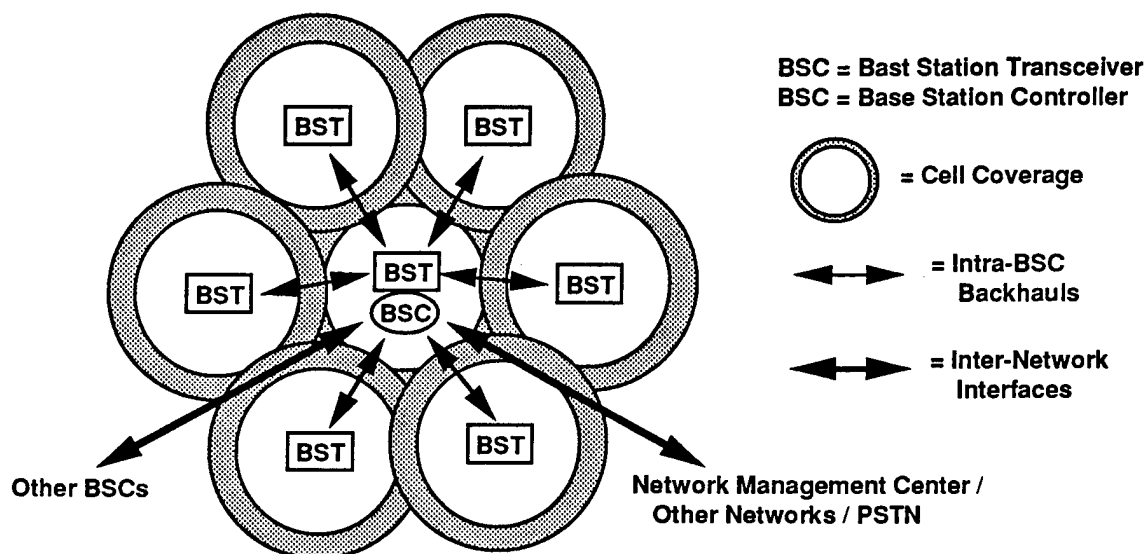 BSC = Bast Station Transceiver
BSC = Base Station Controller
BST
BST
= Cell Coverage
BST
BST
BST
= Intra-BSC
Backhauls
BSC
= Inter-Network
Interfaces
BST
BST
Other BSCs
Network Management Center /
Other Networks / PSTN